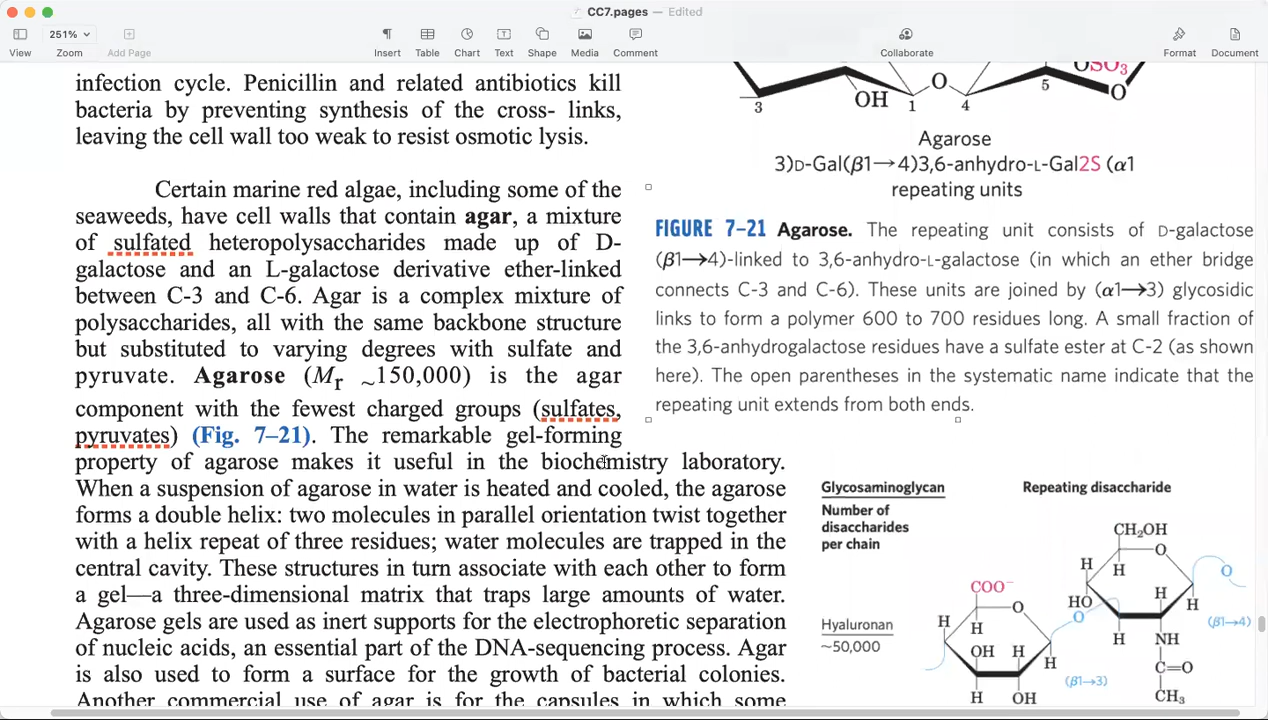 CC7.pages — Edited
251%
View
Zoom
Add Page
Insert
Table
Chart
Text
Shape
Media
Comment
Collaborate
Format
Document
infection cycle. Penicillin and related antibiotics kill
bacteria by preventing synthesis of the cross- links,
leaving the cell wall too weak to resist osmotic lysis.
Certain marine red algae, including some of the
seaweeds, have cell walls that contain agar, a mixture
of sulfated heteropolysaccharides made up of D-
galactose and an L-galactose derivative ether-linked
between C-3 and C-6. Agar is a complex mixture of
polysaccharides, all with the same backbone structure
but substituted to varying degrees with sulfate and
pyruvate. Agarose (Mr ~150,000) is the agar
component with the fewest charged groups (sulfates,
pyruvates) (Fig. 7–21). The remarkable gel-forming
property of agarose makes it useful in the biochemistry laboratory.
When a suspension of agarose in water is heated and cooled, the agarose
forms a double helix: two molecules in parallel orientation twist together
with a helix repeat of three residues; water molecules are trapped in the
central cavity. These structures in turn associate with each other to form
a gel—a three-dimensional matrix that traps large amounts of water.
Agarose gels are used as inert supports for the electrophoretic separation
of nucleic acids, an essential part of the DNA-sequencing process. Agar
is also used to form a surface for the growth of bacterial colonies.
Another commercial use of agar is for the capsules in which some
OSO3
3
OH
1
O
4
5
O
Agarose
3)D-Gal(β1→4)3,6-anhydro-L-Gal2S (α1
repeating units
FIGURE 7–21 Agarose. The repeating unit consists of D-galactose
(β1→4)-linked to 3,6-anhydro-L-galactose (in which an ether bridge
connects C-3 and C-6). These units are joined by (α1→3) glycosidic
links to form a polymer 600 to 700 residues long. A small fraction of
the 3,6-anhydrogalactose residues have a sulfate ester at C-2 (as shown
here). The open parentheses in the systematic name indicate that the
repeating unit extends from both ends.
Glycosaminoglycan
Repeating disaccharide
Number of
disaccharides
per chain
Hyaluronan
~50,000
CH2OH
O
H
H
O
COO−
O
HO
H
H
H
H
O
(β1→4)
H
OH
H
H
NH
H
(β1→3)
C=O
H
OH
CH3